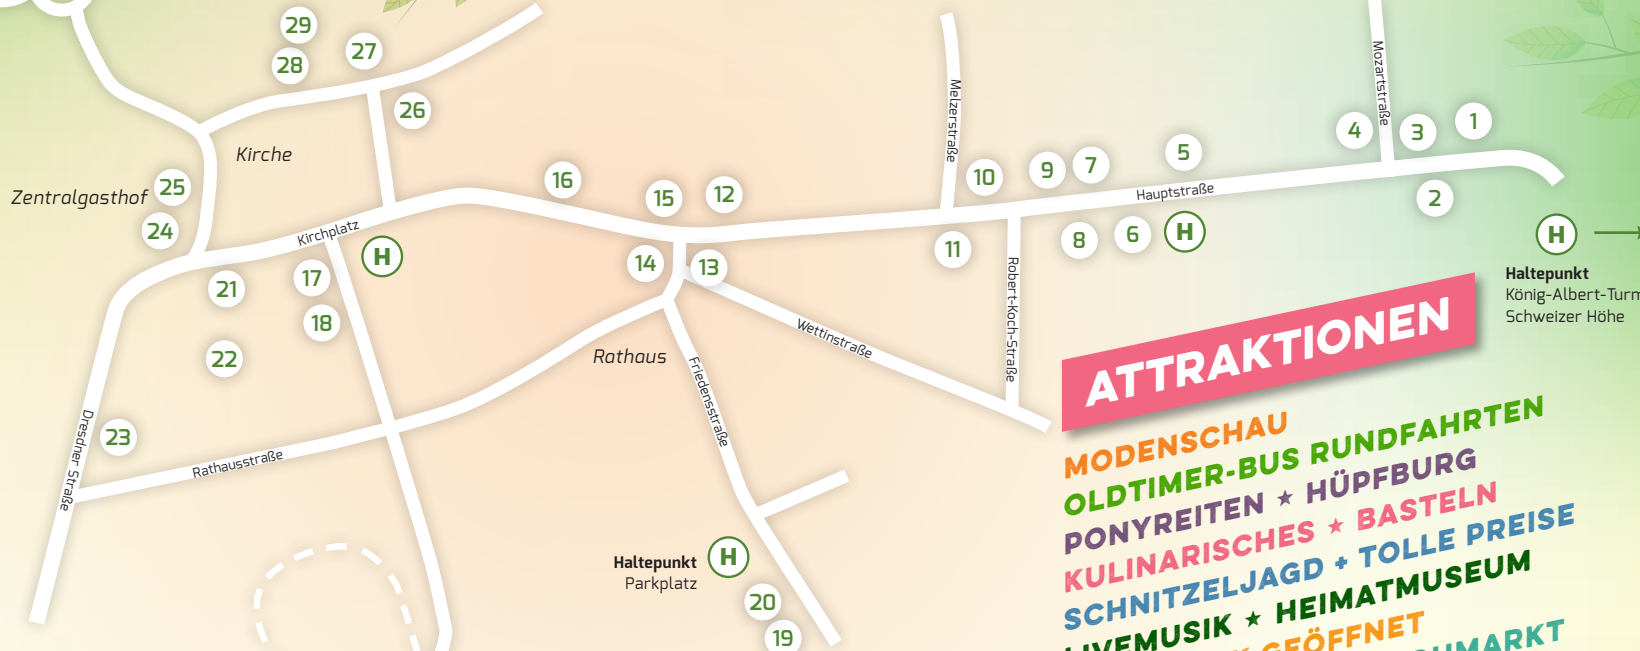 29
27
28
26
Kirche
Zentralgasthof
25
24
16
15
12
Kirchplatz
H
14
13
21
17
18
22
23
Rathaus
Wettinstraße
Friedensstraße
Dresdner Straße
Rathausstraße
Haltepunkt
Parkplatz
H
20
19
Melzerstraße
Mozartstraße
10
9
7
5
4
3
1
Hauptstraße
2
11
8
6
H
Robert-Koch-Straße
H
Haltepunkt
König-Albert-Turm
Schweizer Höhe
ATTRAKTIONEN
MODENSCHAU
OLDTIMER-BUS RUNDFAHRTEN
PONYREITEN ★ HÜPFBURG
KULINARISCHES ★ BASTELN
SCHNITZELJAGD + TOLLE PREISE
LIVEMUSIK ★ HEIMATMUSEUM
GEÖFFNET